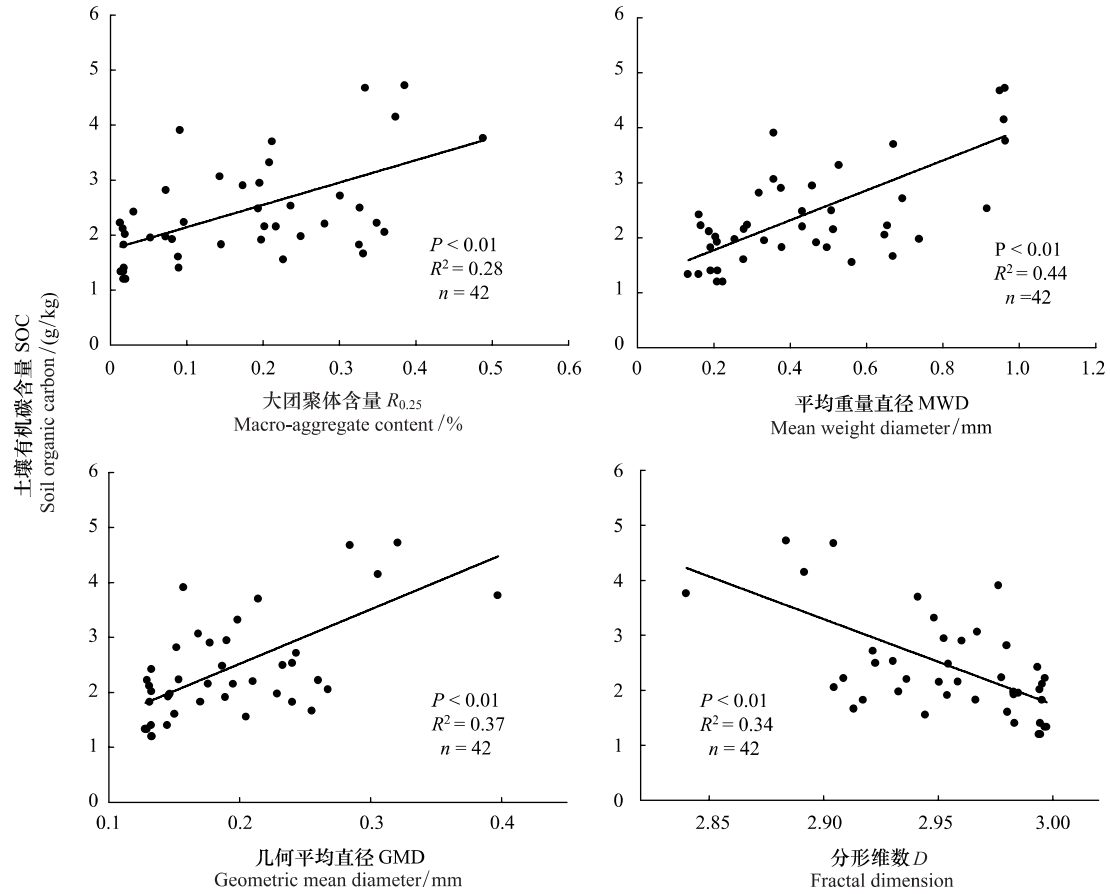 土壤有机碳含量 SOC
Soil organic carbon/(g/kg)
6
5
4
3
2
1
0
P < 0.01
R² = 0.28
n = 42
0 0.1 0.2 0.3 0.4 0.5 0.6
大团聚体含量 R₀.₂₅
Macro-aggregate content/%
6
5
4
3
2
1
0
P < 0.01
R² = 0.44
n =42
0 0.2 0.4 0.6 0.8 1.0 1.2
平均重量直径 MWD
Mean weight diameter/mm
6
5
4
3
2
1
0
P < 0.01
R² = 0.37
n = 42
0.1 0.2 0.3 0.4
几何平均直径 GMD
Geometric mean diameter/mm
6
5
4
3
2
1
0
P < 0.01
R² = 0.34
n = 42
2.85 2.90 2.95 3.00
分形维数 D
Fractal dimension